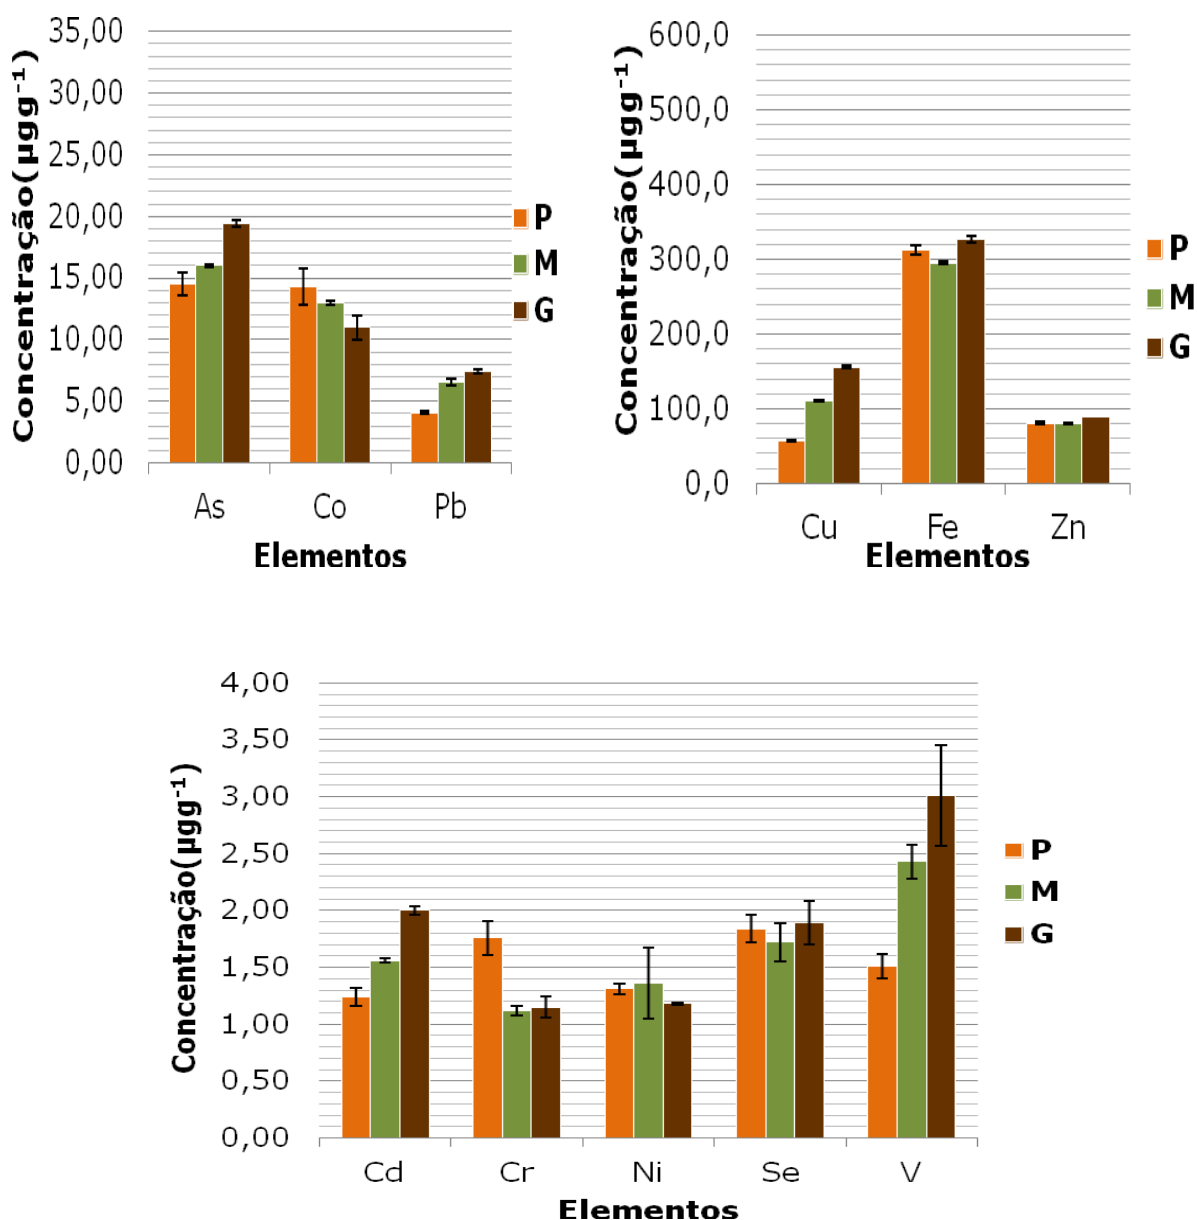 Concentração(µgg⁻¹)
35,00
30,00
25,00
20,00
15,00
10,00
5,00
0,00
As Co Pb
Elementos
P
M
G
Concentração(µgg⁻¹)
600,0
500,0
400,0
300,0
200,0
100,0
0,0
Cu Fe Zn
Elementos
P
M
G
Concentração(µgg⁻¹)
4,00
3,50
3,00
2,50
2,00
1,50
1,00
0,50
0,00
Cd Cr Ni Se V
Elementos
P
M
G